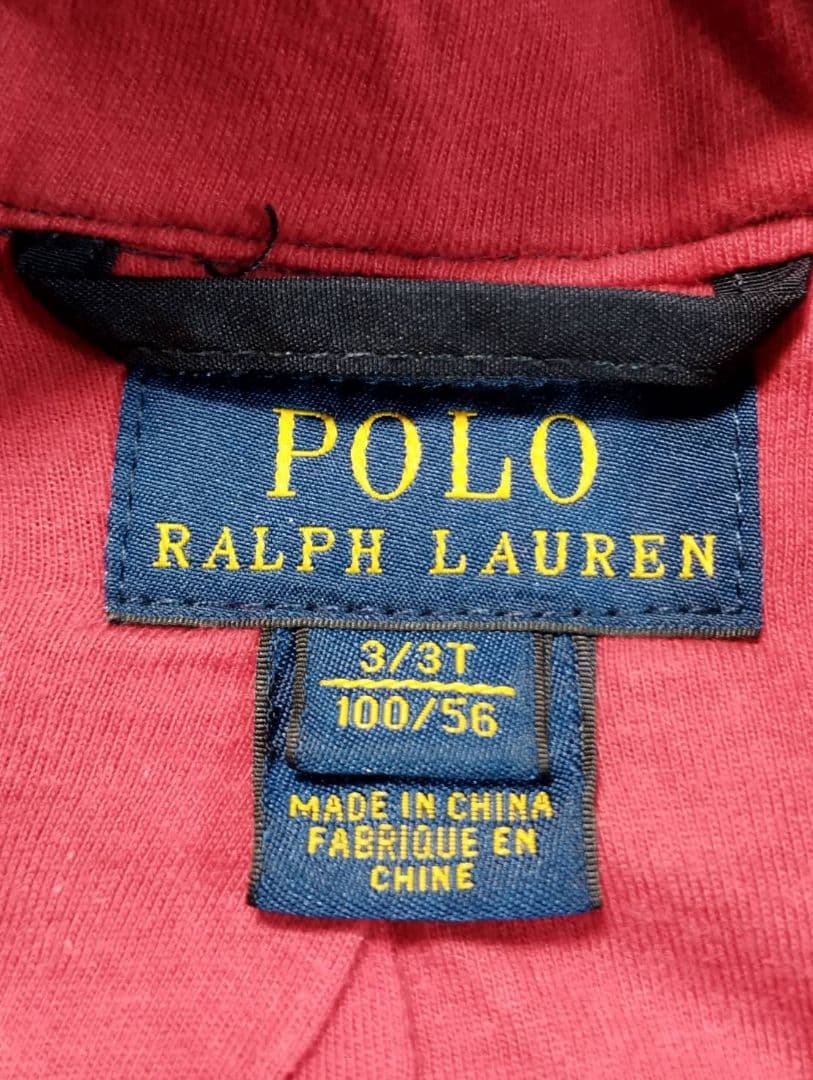 POLO
RALPH LAUREN
3/3T
100/56
MADE IN CHINA
FABRIQUE EN
CHINE